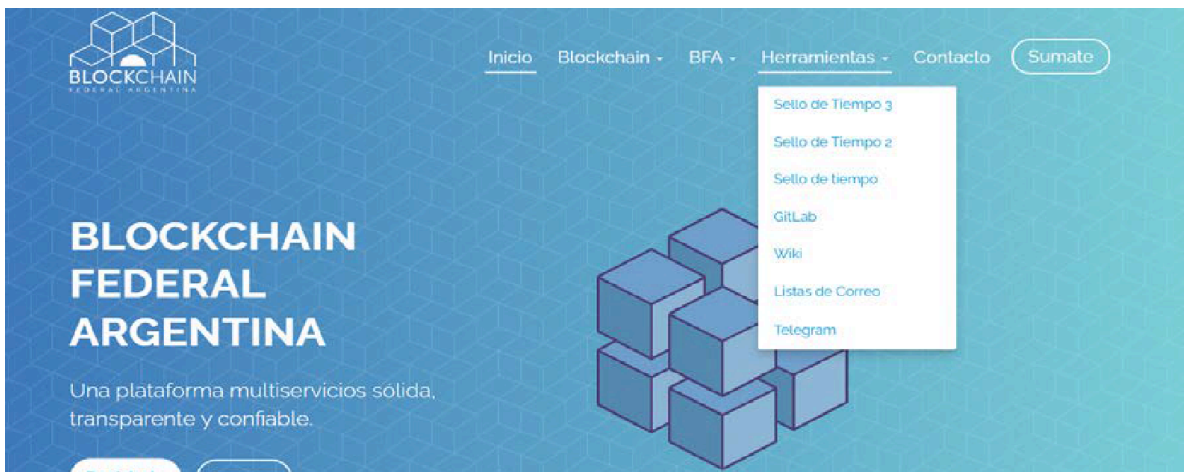 BLOCKCHAIN
FEDERAL ARGENTINA
Inicio Blockchain BFA Herramientas Contacto Sumate
Sello de Tiempo 3
Sello de Tiempo 2
Sello de tiempo
GitLab
Wiki
Listas de Correo
Telegram
BLOCKCHAIN
FEDERAL
ARGENTINA
Una plataforma multiservicios sólida,
transparente y confiable.